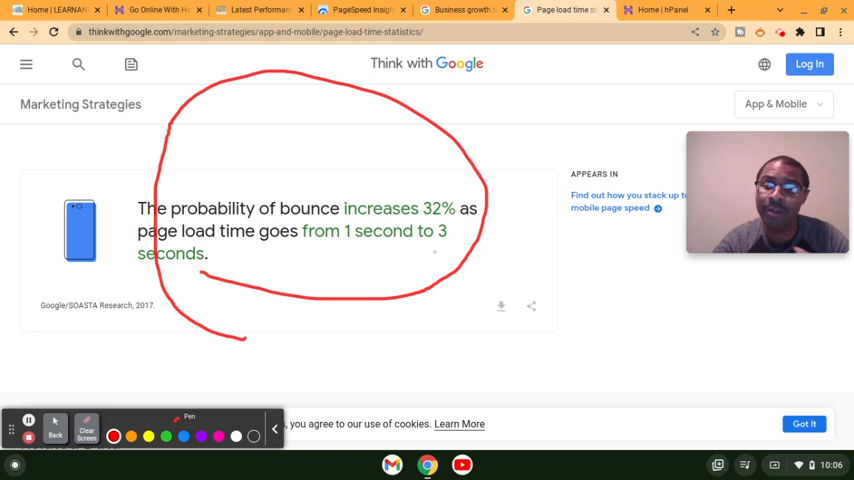 Home | LEARNAN
Go Online With Ho
Latest Performanc
PageSpeed Insigh
Business growth t
Page load time st
Home | hPanel
thinkwithgoogle.com/marketing-strategies/app-and-mobile/page-load-time-statistics/
Think with Google
Log In
Marketing Strategies
App & Mobile
The probability of bounce increases 32% as
page load time goes from 1 second to 3
seconds.
Google/SOASTA Research, 2017.
APPEARS IN
Find out how you stack up to
mobile page speed
Pen
Back
Clear
Screen
s, you agree to our use of cookies. Learn More
Got it
10:06